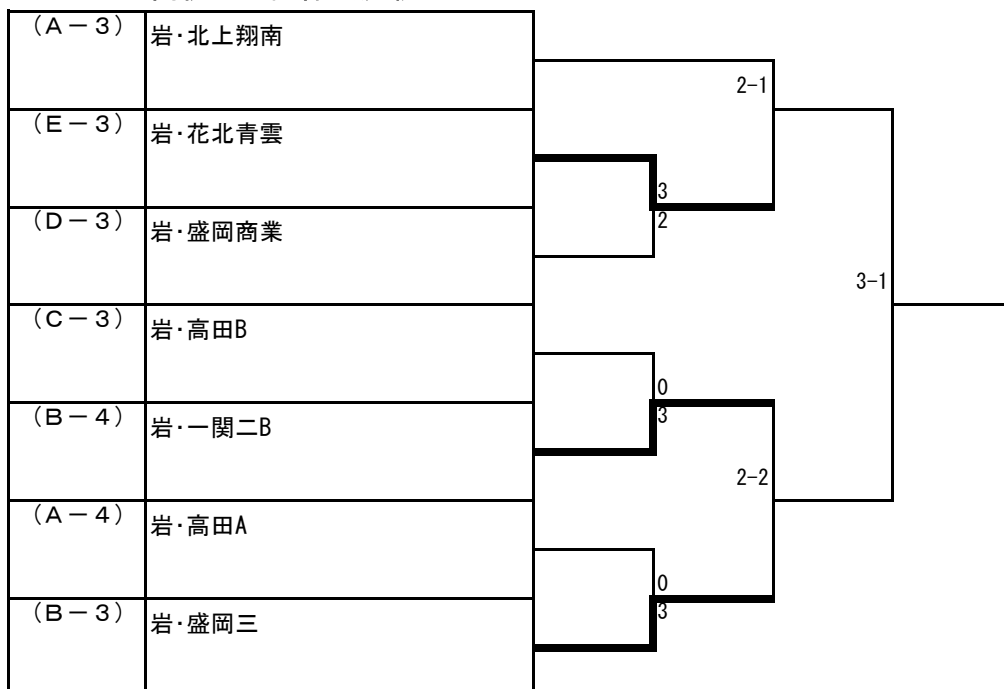 (A-3) 岩・北上翔南
2-1
(E-3) 岩・花北青雲
3
(D-3) 岩・盛岡商業
2
3-1
(C-3) 岩・高田B
0
(B-4) 岩・一関二B
3
2-2
(A-4) 岩・高田A
0
(B-3) 岩・盛岡三
3